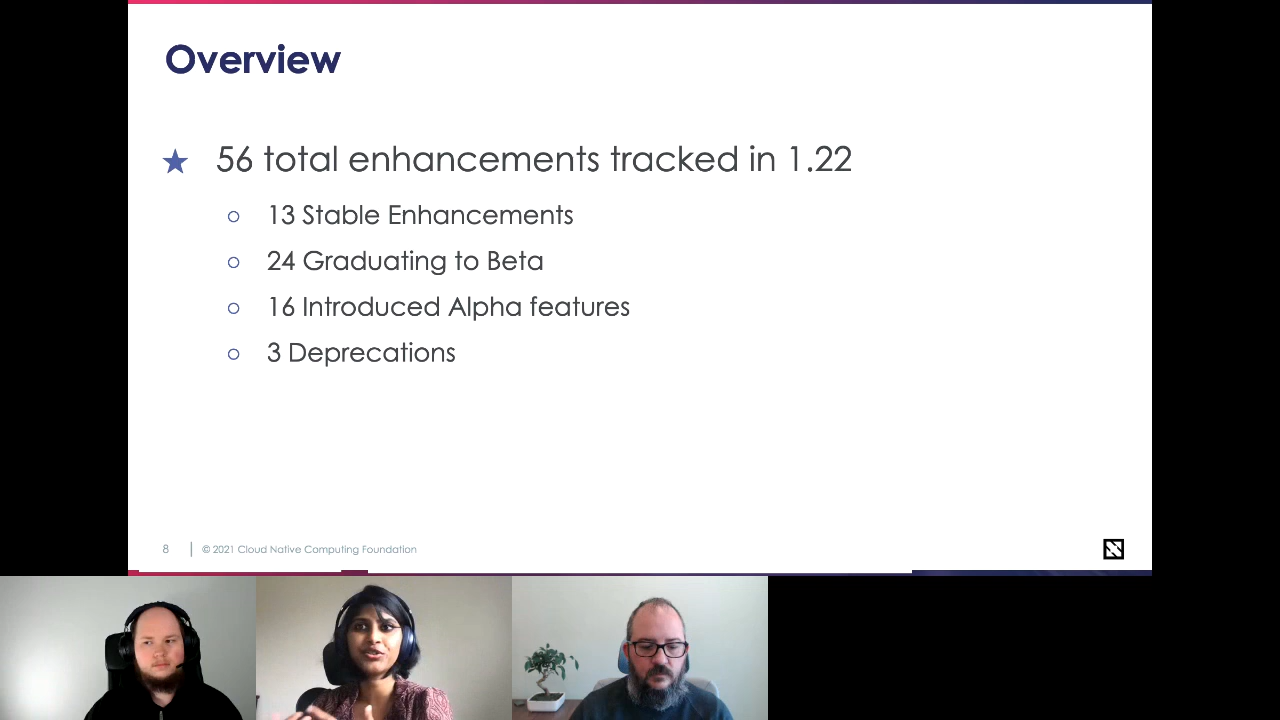 Overview
★ 56 total enhancements tracked in 1.22
○ 13 Stable Enhancements
○ 24 Graduating to Beta
○ 16 Introduced Alpha features
○ 3 Deprecations
8 | © 2021 Cloud Native Computing Foundation